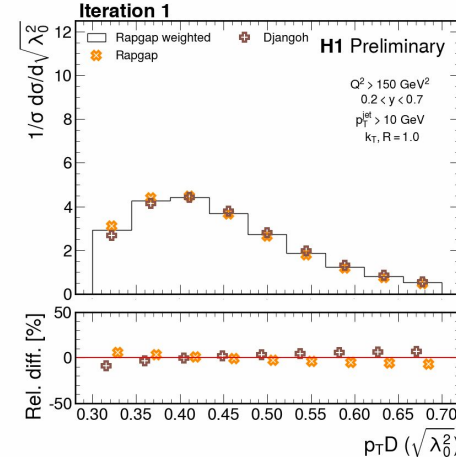 Iteration 1
Rapgap weighted
Rapgap
Djangoh
H1 Preliminary
Q² > 150 GeV²
0.2 < y < 0.7
p_T^jet > 10 GeV
k_T, R = 1.0
1/σ dσ/d√λ₀²
12
10
8
6
4
2
0
Rel. diff. [%]
50
0
-50
0.30 0.35 0.40 0.45 0.50 0.55 0.60 0.65 0.70
p_T D (√λ₀²)